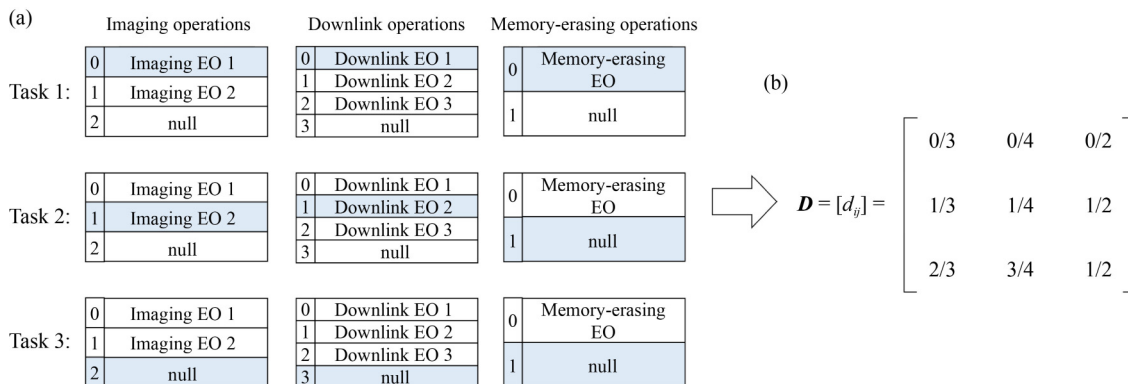 (a)
Imaging operations
Downlink operations
Memory-erasing operations
Task 1:
0 Imaging EO 1
1 Imaging EO 2
2 null
0 Downlink EO 1
1 Downlink EO 2
2 Downlink EO 3
3 null
0 Memory-erasing
EO
1 null
Task 2:
0 Imaging EO 1
1 Imaging EO 2
2 null
0 Downlink EO 1
1 Downlink EO 2
2 Downlink EO 3
3 null
0 Memory-erasing
EO
1 null
Task 3:
0 Imaging EO 1
1 Imaging EO 2
2 null
0 Downlink EO 1
1 Downlink EO 2
2 Downlink EO 3
3 null
0 Memory-erasing
EO
1 null
(b)
D = [d_ij] =
0/3 0/4 0/2
1/3 1/4 1/2
2/3 3/4 1/2